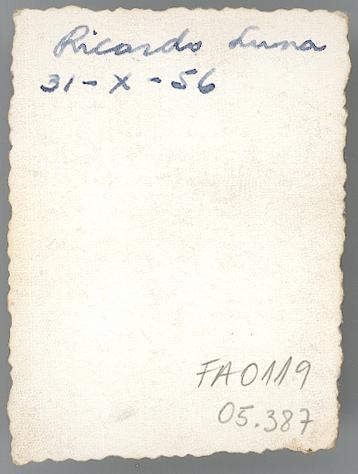 Ricardo Luna
31-X-56
FA0119
05.387